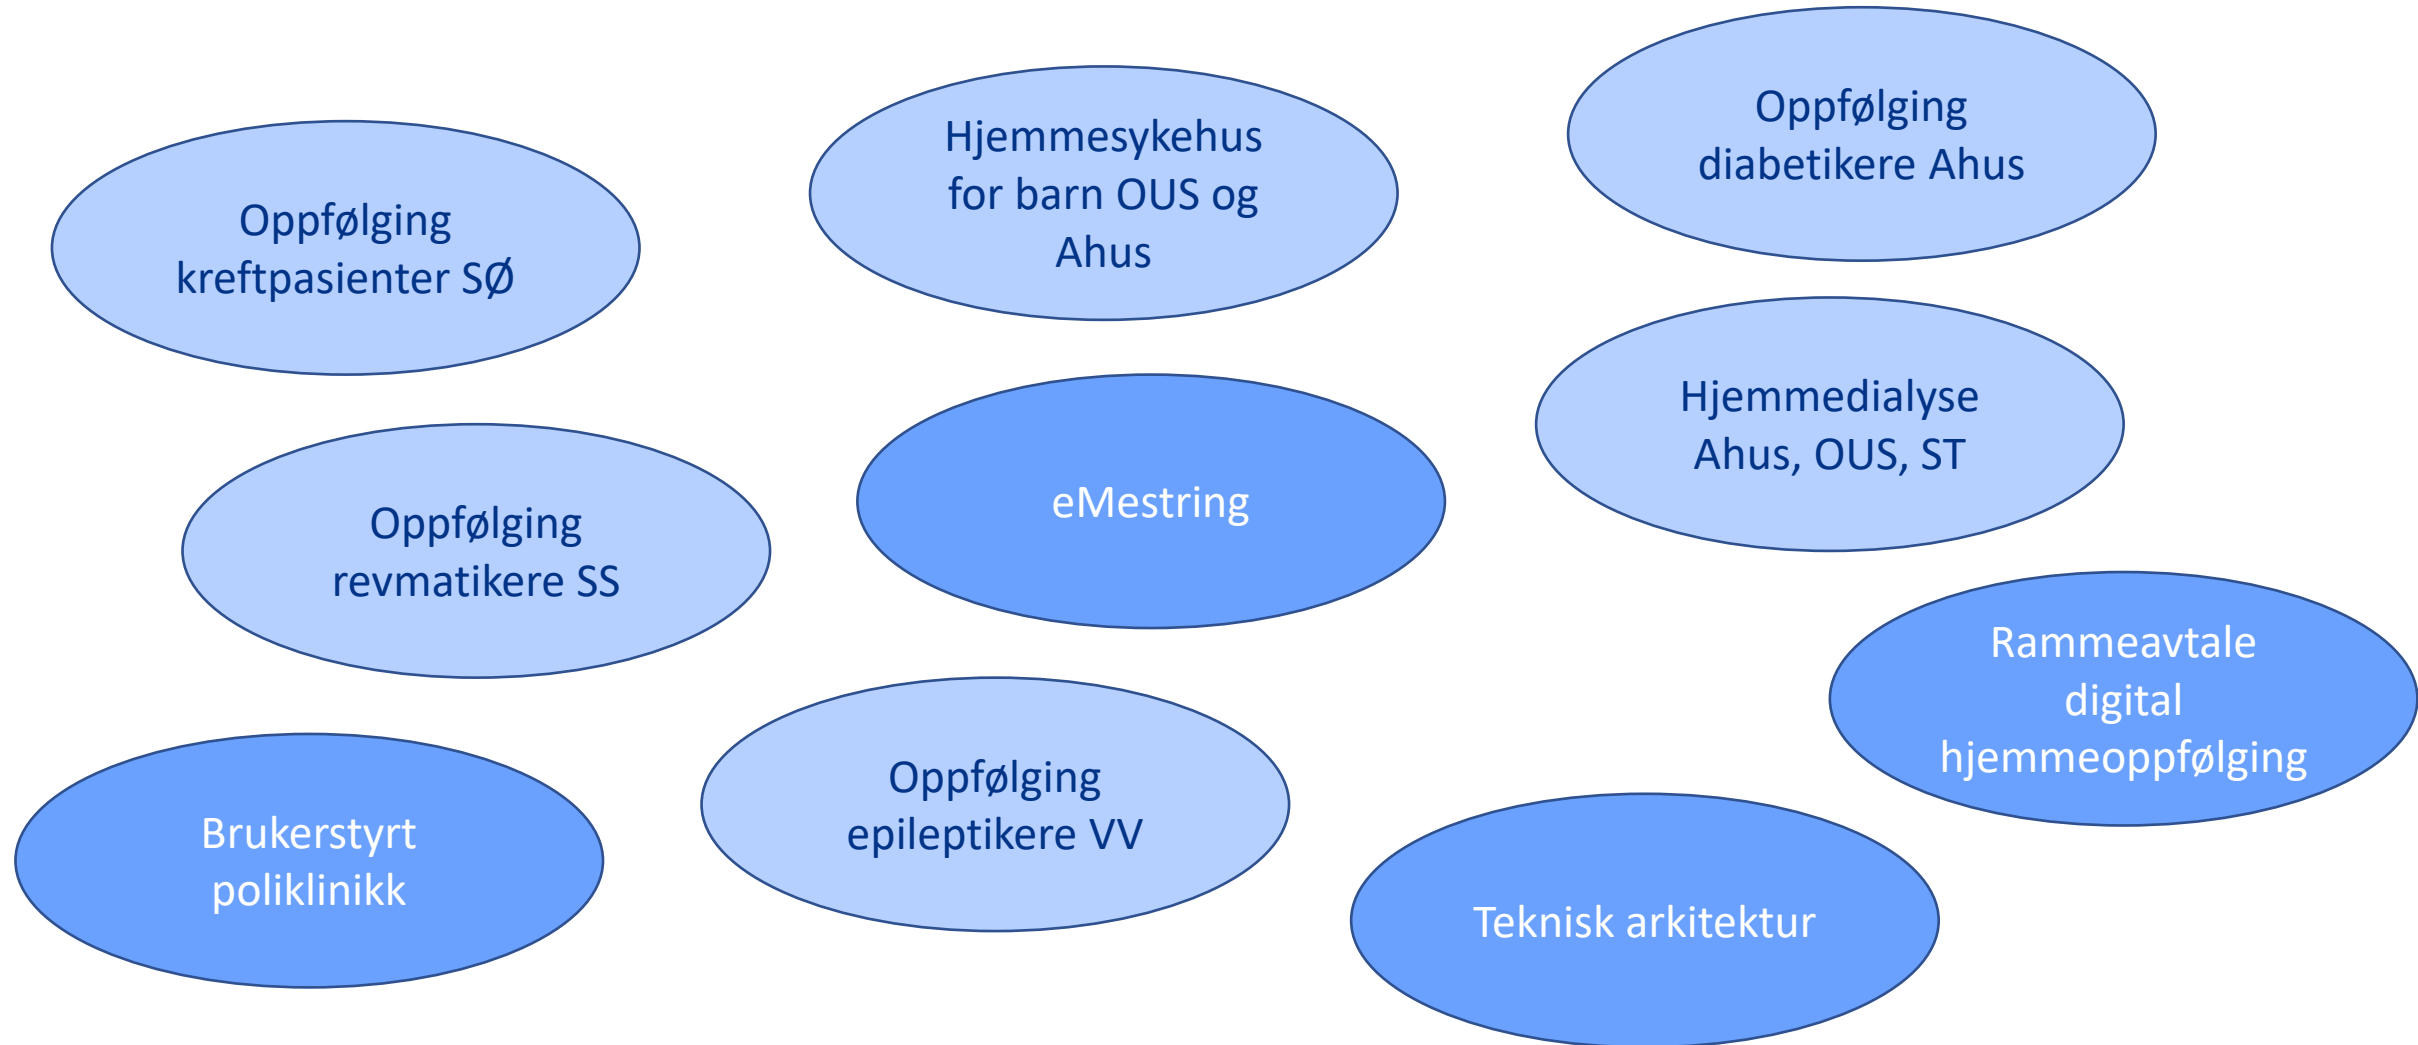 Oppfølging
diabetikere Ahus
Hjemmesykehus
for barn OUS og
Ahus
Oppfølging
kreftpasienter SØ
Hjemmedialyse
Ahus, OUS, ST
eMestring
Oppfølging
revmatikere SS
Rammeavtale
digital
hjemmeoppfølging
Oppfølging
epileptikere VV
Brukerstyrt
poliklinikk
Teknisk arkitektur